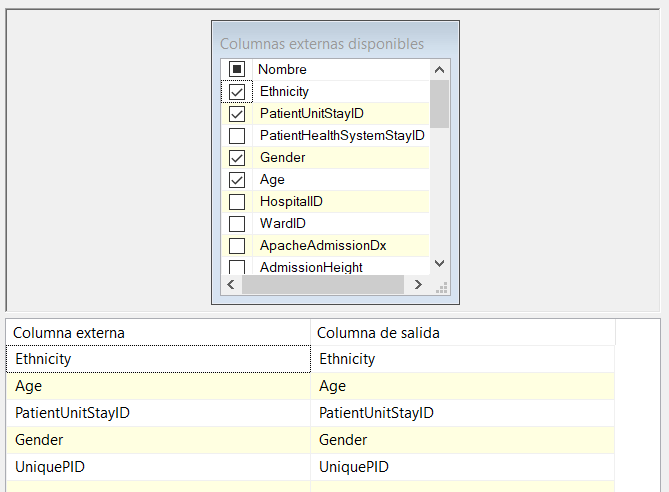 Columnas externas disponibles
Nombre
Ethnicity
PatientUnitStayID
PatientHealthSystemStayID
Gender
Age
HospitalID
WardID
ApacheAdmissionDx
AdmissionHeight
Columna externa Columna de salida
Ethnicity Ethnicity
Age Age
PatientUnitStayID PatientUnitStayID
Gender Gender
UniquePID UniquePID